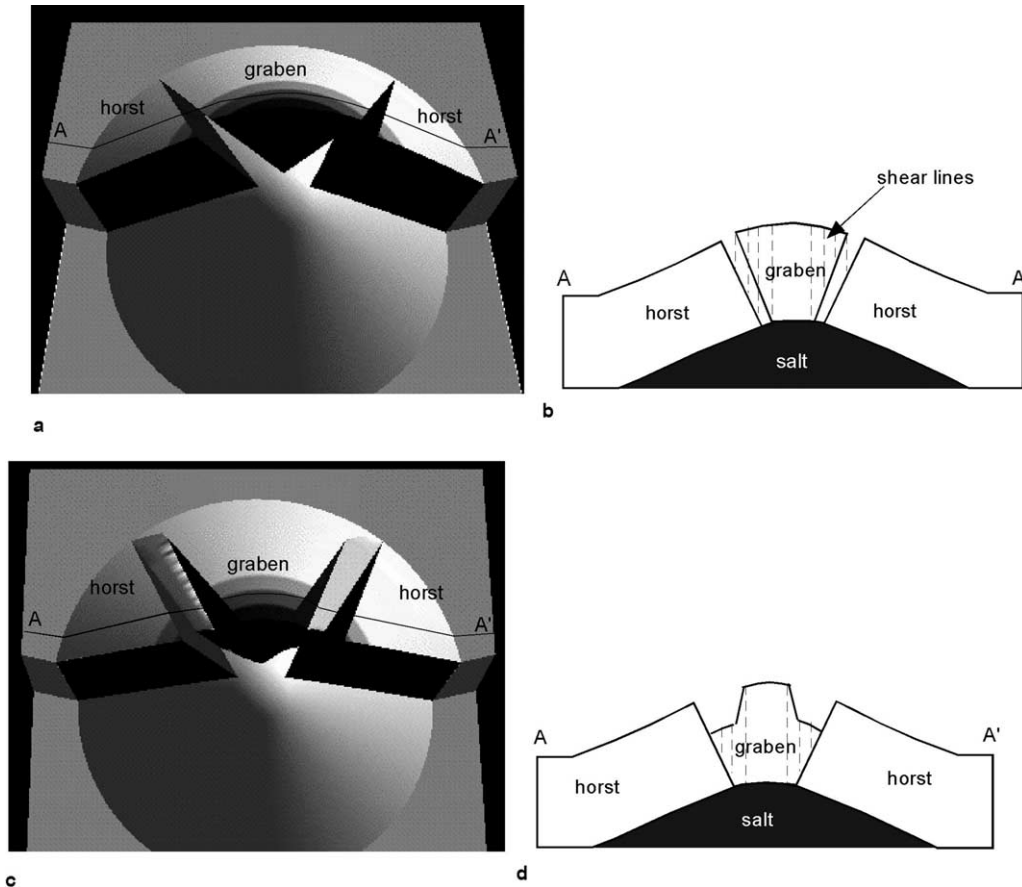 graben
horst
horst
A
A'
a
shear lines
graben
A
A
horst
horst
salt
b
graben
horst
horst
A
A'
c
A
A'
graben
horst
horst
salt
d